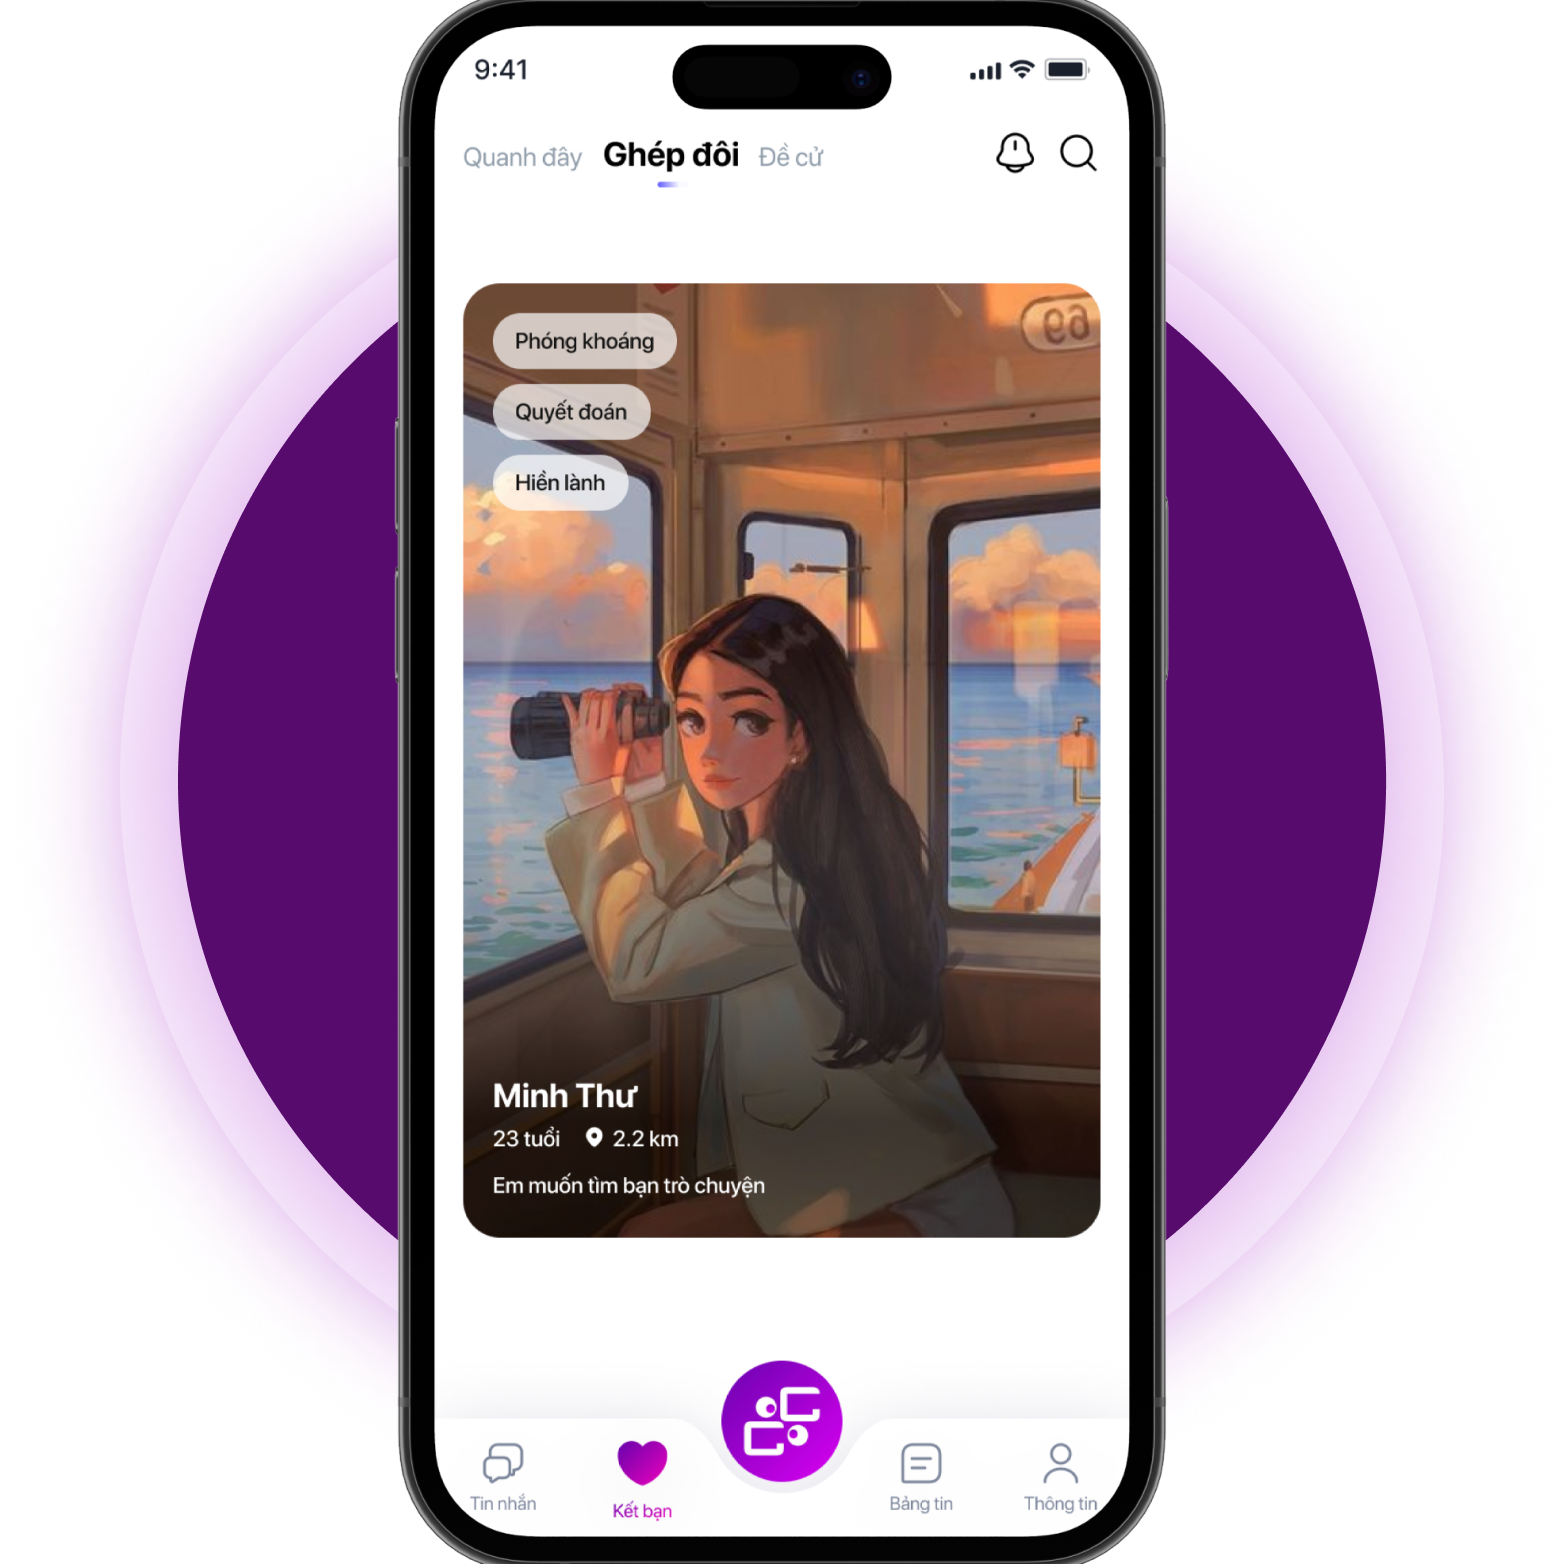 9:41
Quanh đây Ghép đôi Đề cử
Phóng khoáng
Quyết đoán
Hiền lành
Minh Thư
23 tuổi 2.2 km
Em muốn tìm bạn trò chuyện
Tin nhắn Kết bạn Bảng tin Thông tin